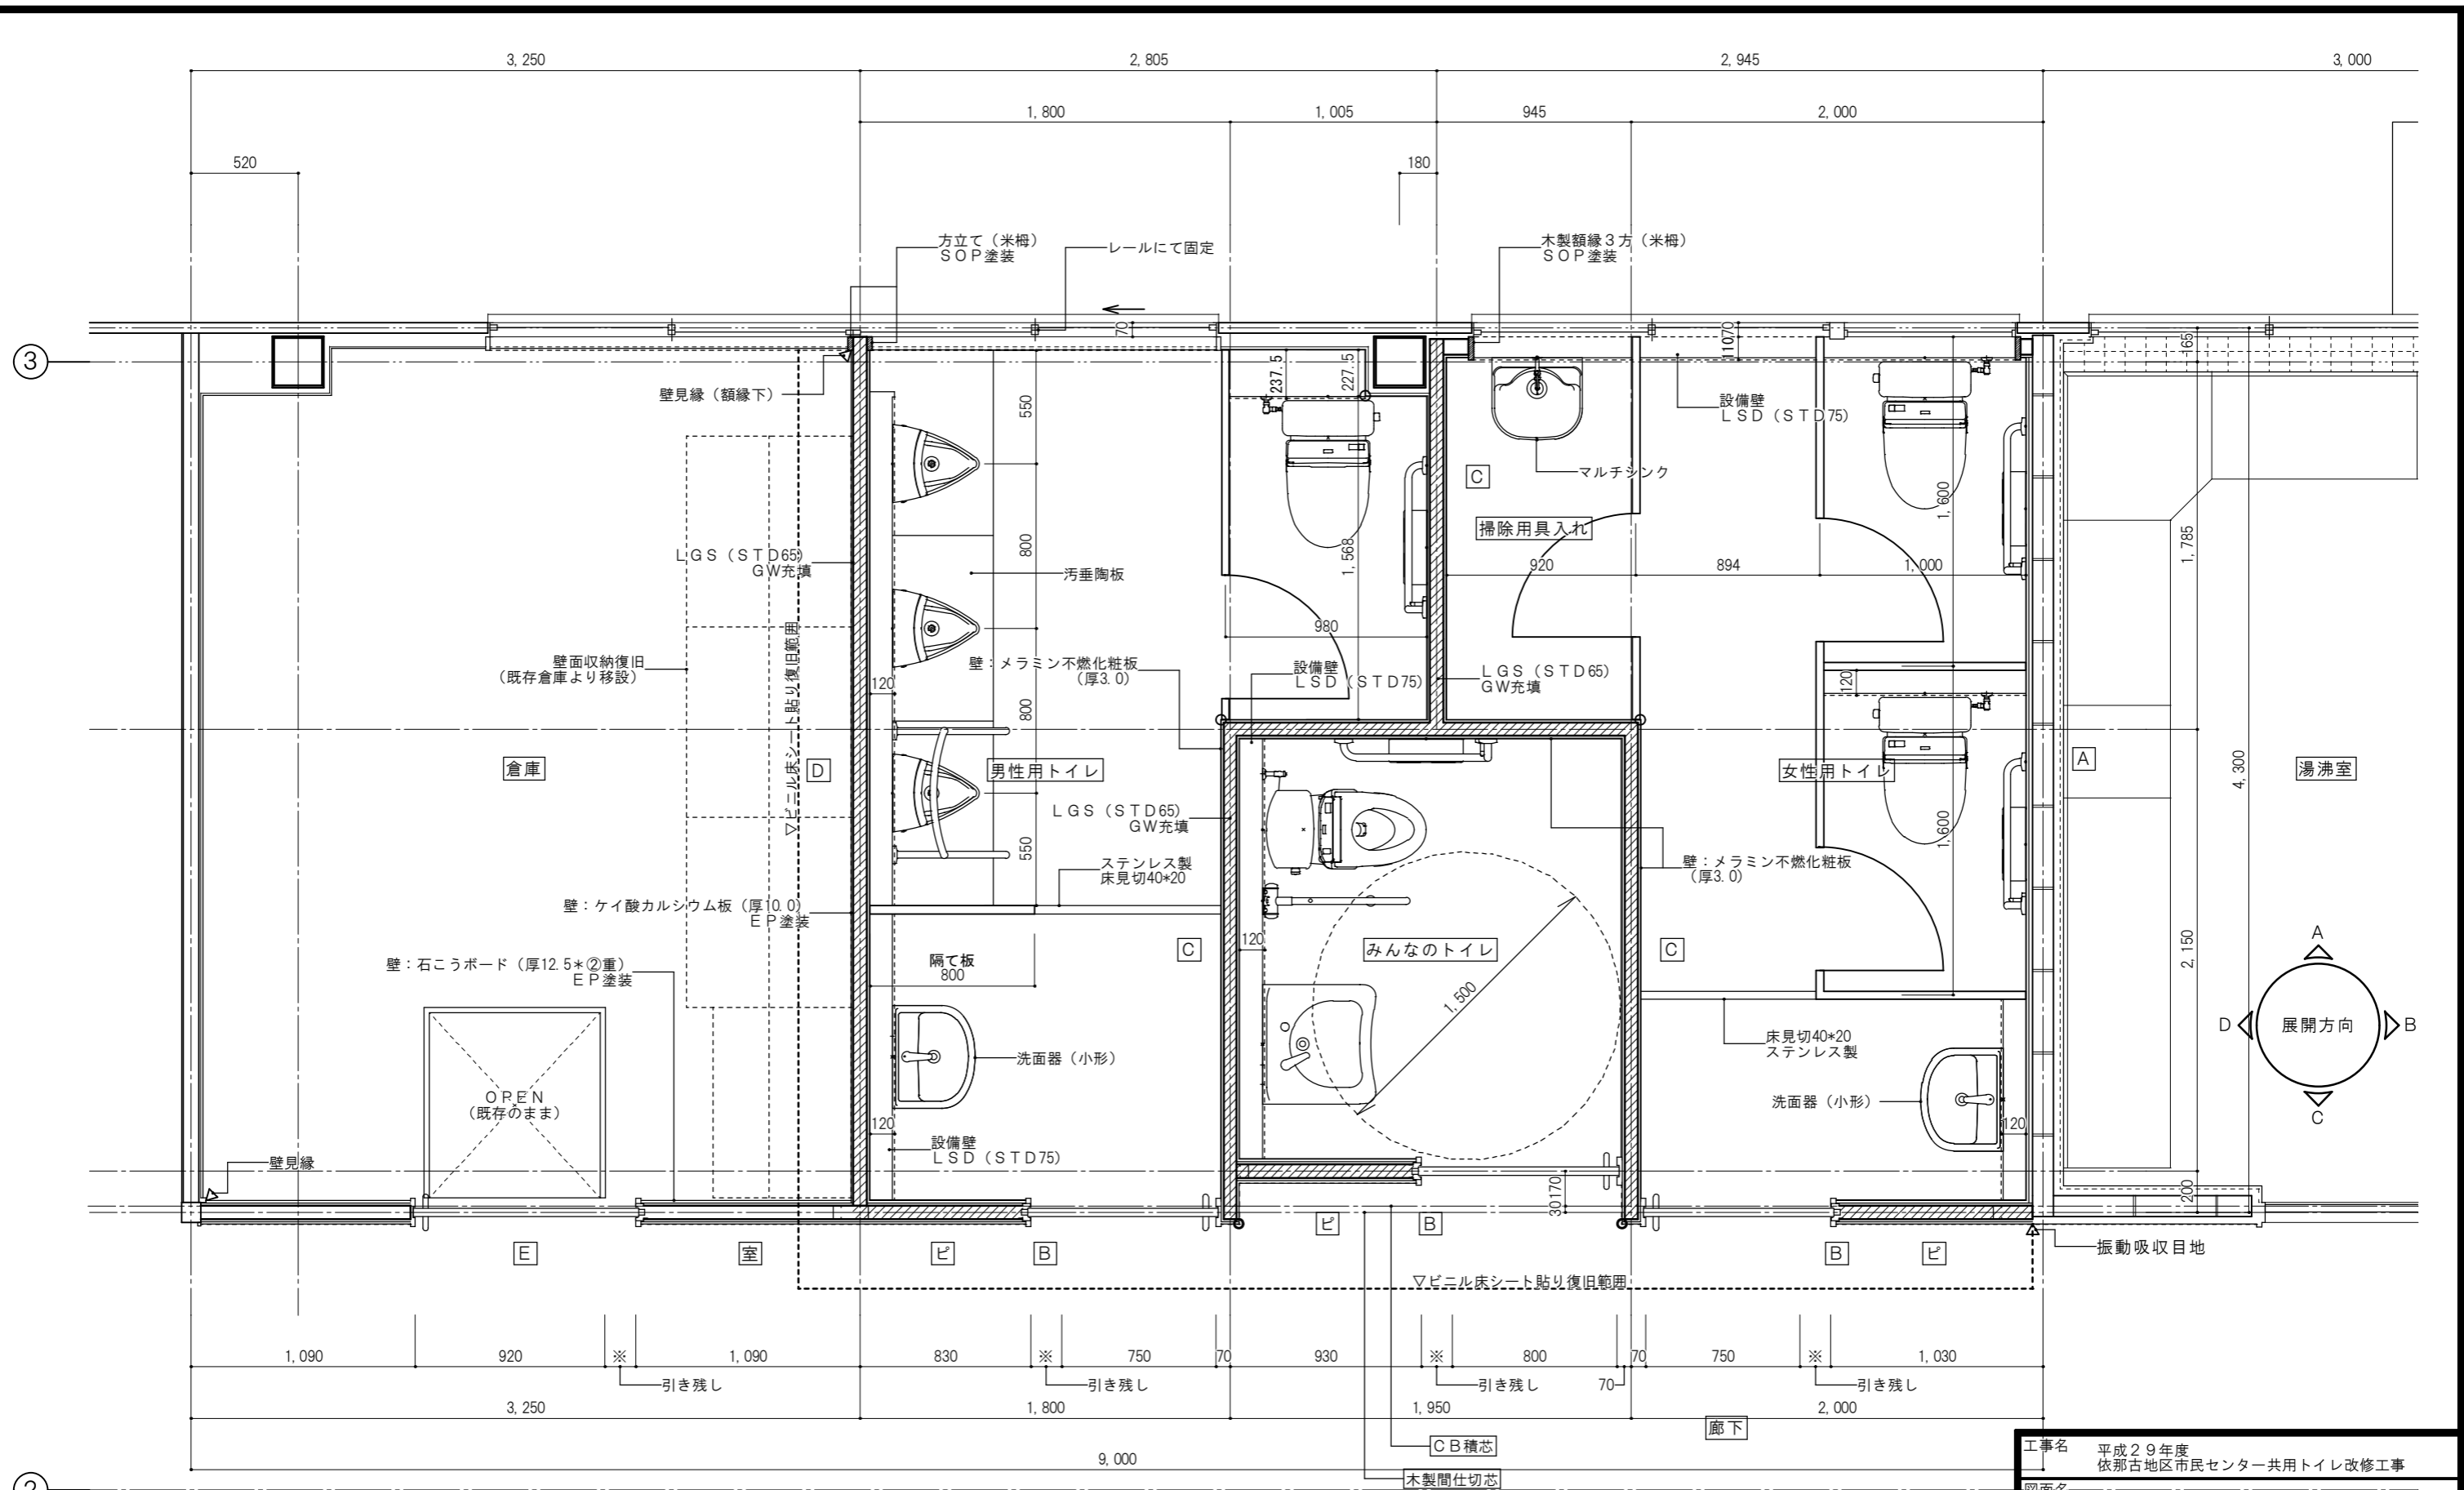 3,250
2,805
2,945
3,000
1,800
1,005
945
2,000
520
180
方立て（米栂）
ＳＯＰ塗装
レールにて固定
木製額縁３方（米栂）
ＳＯＰ塗装
70
11070
165
③
237.5
227.5
壁見縁（額縁下）
550
設備壁
ＬＳＤ（ＳＴＤ75）
マルチシンク
C
1,600
掃除用具入れ
1,785
ＬＧＳ（ＳＴＤ65）
ＧＷ充填
800
1,568
汚垂陶板
920
894
1,000
980
▽ビニル床シート貼り復旧範囲
壁面収納復旧
（既存倉庫より移設）
壁：メラミン不燃化粧板
（厚3.0）
設備壁
ＬＳＤ（ＳＴＤ75）
ＬＧＳ（ＳＴＤ65）
ＧＷ充填
120
120
800
倉庫
D
男性用トイレ
女性用トイレ
A
4,300
湯沸室
ＬＧＳ（ＳＴＤ65）
ＧＷ充填
550
1,600
ステンレス製
床見切40*20
壁：メラミン不燃化粧板
（厚3.0）
壁：ケイ酸カルシウム板（厚10.0）
ＥＰ塗装
C
120
みんなのトイレ
C
2,150
A
隔て板
800
壁：石こうボード（厚12.5*②重）
ＥＰ塗装
1,500
D
展開方向
B
床見切40*20
ステンレス製
洗面器（小形）
ＯＰＥＮ
（既存のまま）
洗面器（小形）
C
120
120
設備壁
ＬＳＤ（ＳＴＤ75）
壁見縁
30170
200
E
室
ピ
B
ピ
B
B
ピ
振動吸収目地
▽ビニル床シート貼り復旧範囲
1,090
920
※
1,090
830
※
750
70
930
※
800
70
750
※
1,030
引き残し
引き残し
引き残し
70
引き残し
3,250
1,800
1,950
2,000
廊下
ＣＢ積芯
9,000
木製間仕切芯
工事名
平成２９年度
依那古地区市民センター共用トイレ改修工事